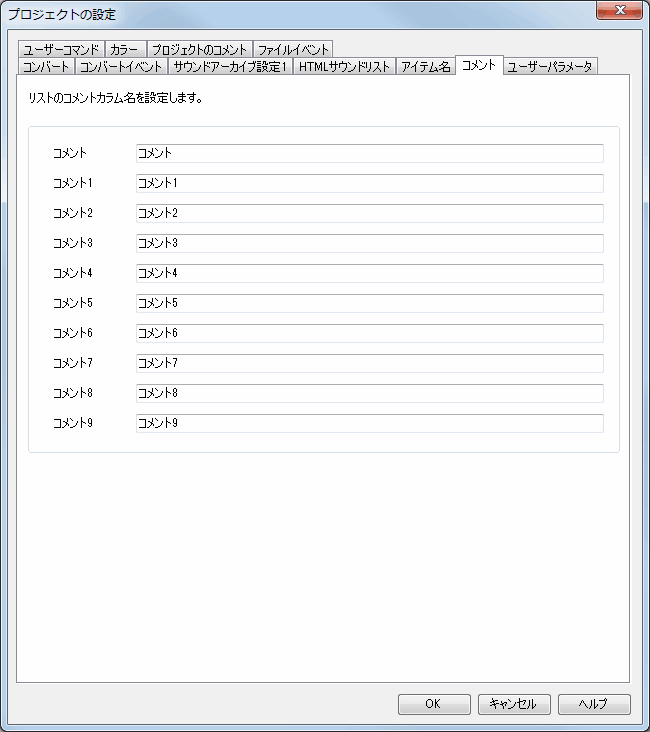 プロジェクトの設定
ユーザーコマンド カラー プロジェクトのコメント ファイルイベント
コンバート コンバートイベント サウンドアーカイブ設定1 HTMLサウンドリスト アイテム名 コメント ユーザーパラメータ
リストのコメントカラム名を設定します。
コメント コメント
コメント1 コメント1
コメント2 コメント2
コメント3 コメント3
コメント4 コメント4
コメント5 コメント5
コメント6 コメント6
コメント7 コメント7
コメント8 コメント8
コメント9 コメント9
OK キャンセル ヘルプ